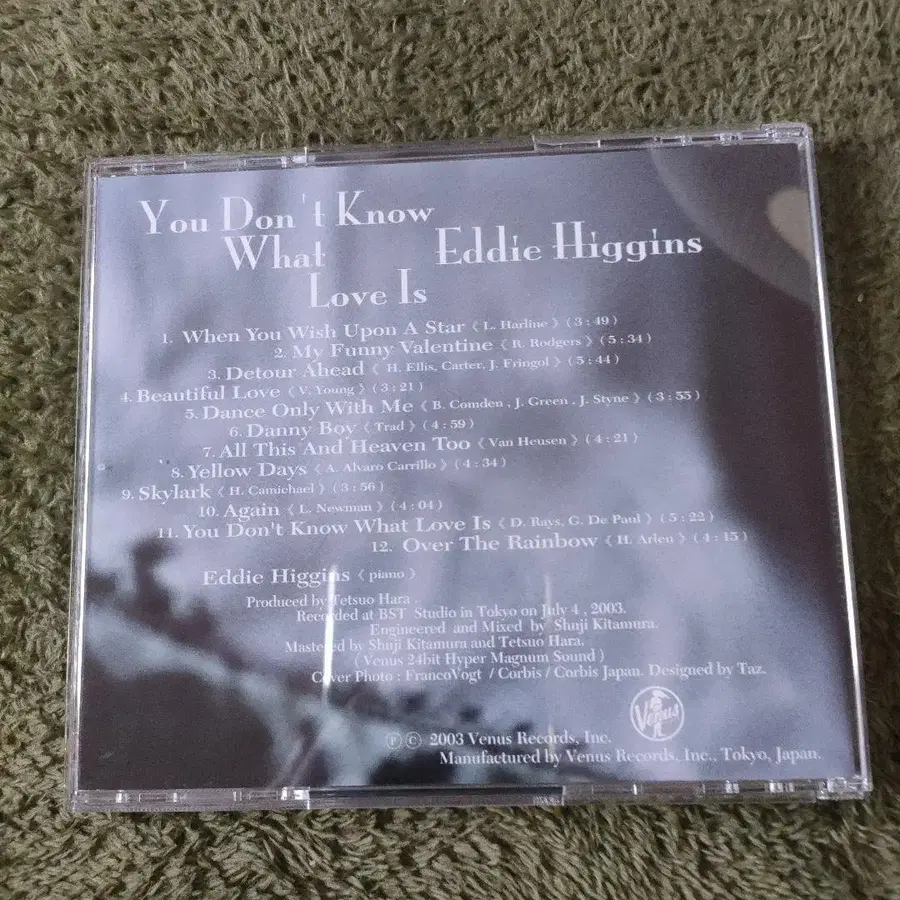 You Don't Know
What
Love Is
Eddie Higgins
1. When You Wish Upon A Star《 L. Harline 》( 3 : 49 )
2. My Funny Valentine《 R. Rodgers 》( 5 : 34 )
3. Detour Ahead《 H. Ellis, Carter, J. Fringol 》( 5 : 44 )
4. Beautiful Love《 V. Young 》( 3 : 21 )
5. Dance Only With Me《 B. Comden , J. Green , J. Styne 》( 3 : 55 )
6. Danny Boy《 Trad 》( 4 : 59 )
7. All This And Heaven Too《 Van Heusen 》( 4 : 21 )
8. Yellow Days《 A. Alvaro Carrillo 》( 4 : 34 )
9. Skylark《 H. Camichael 》( 3 : 56 )
10. Again《 L. Newman 》( 4 : 04 )
11. You Don't Know What Love Is《 D. Rays, G. De Paul 》( 5 : 22 )
12. Over The Rainbow《 H. Arlen 》( 4 : 15 )
Eddie Higgins《 piano 》
Produced by Tetsuo Hara .
Recorded at BST Studio in Tokyo on July 4 , 2003.
Engineered and Mixed by Shuji Kitamura.
Mastered by Shuji Kitamura and Tetsuo Hara.
( Venus 24bit Hyper Magnum Sound )
Cover Photo : FrancoVogt / Corbis / Corbis Japan. Designed by Taz.
Venus
Ⓟ Ⓒ 2003 Venus Records, Inc.
Manufactured by Venus Records, Inc., Tokyo, Japan.